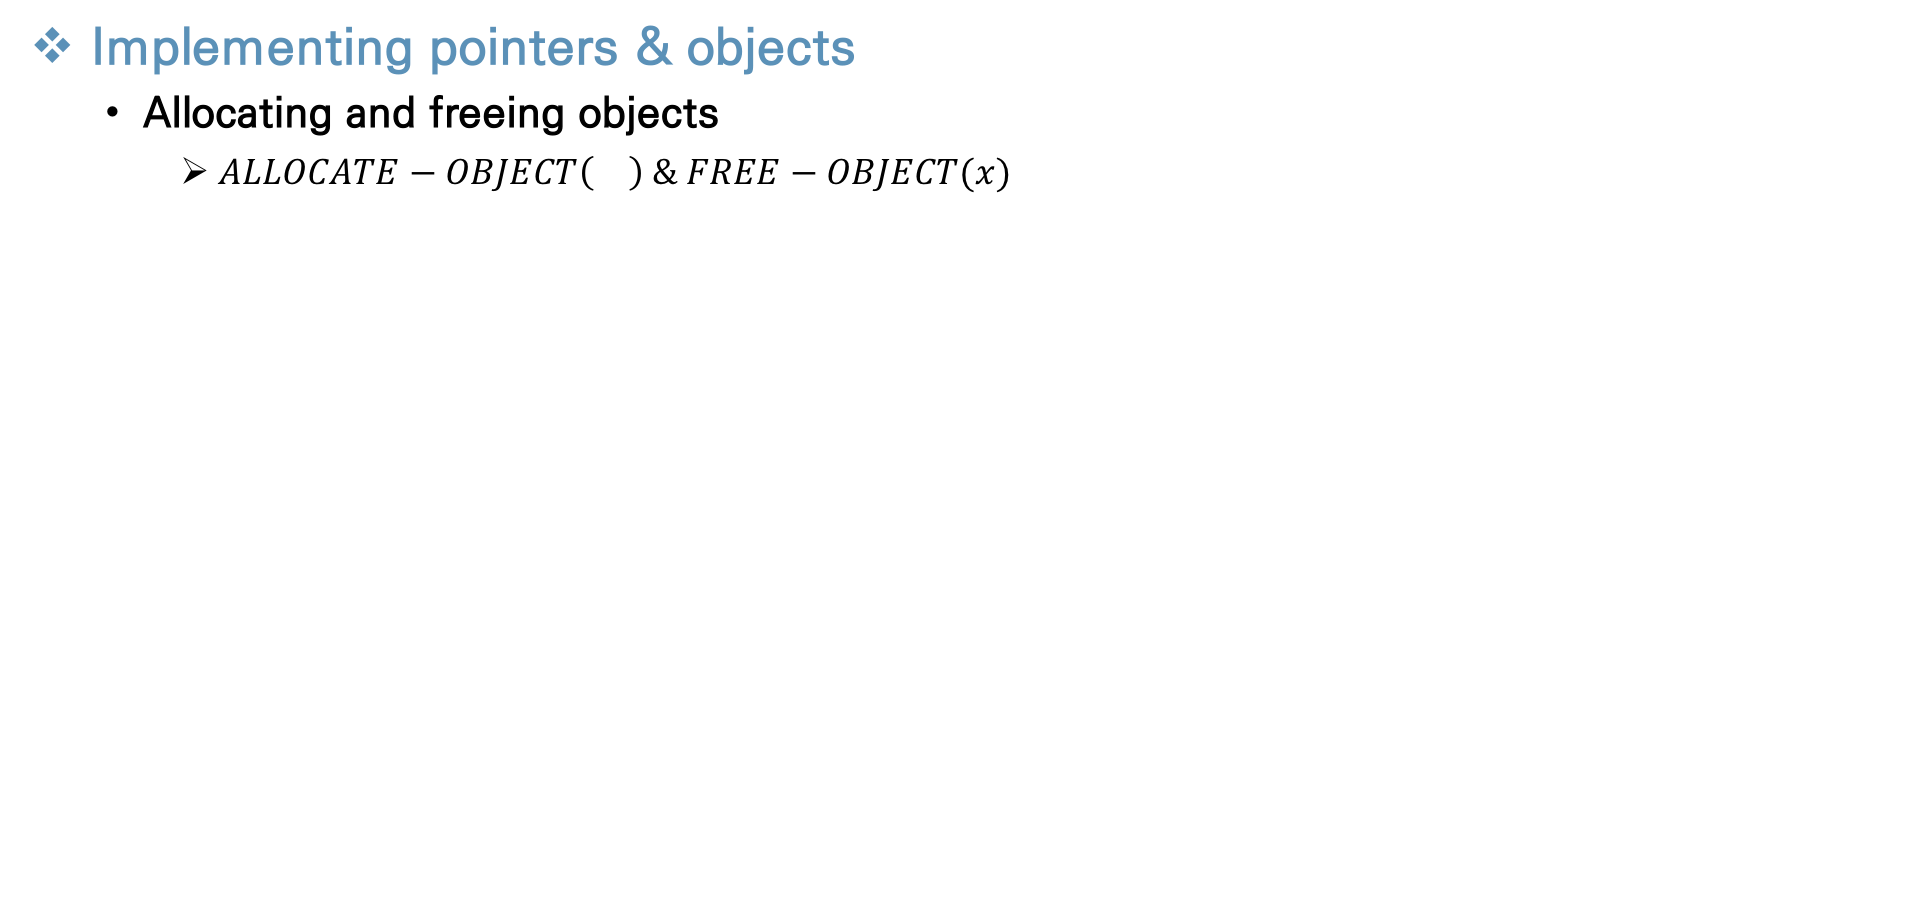 ❖ Implementing pointers & objects
• Allocating and freeing objects
➢ ALLOCATE − OBJECT( ) & FREE − OBJECT(x)